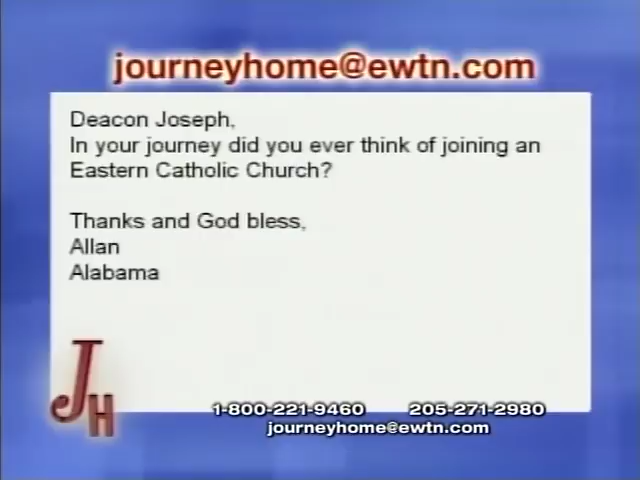 journeyhome@ewtn.com
Deacon Joseph,
In your journey did you ever think of joining an
Eastern Catholic Church?
Thanks and God bless,
Allan
Alabama
JH
1-800-221-9460 205-271-2980
journeyhome@ewtn.com